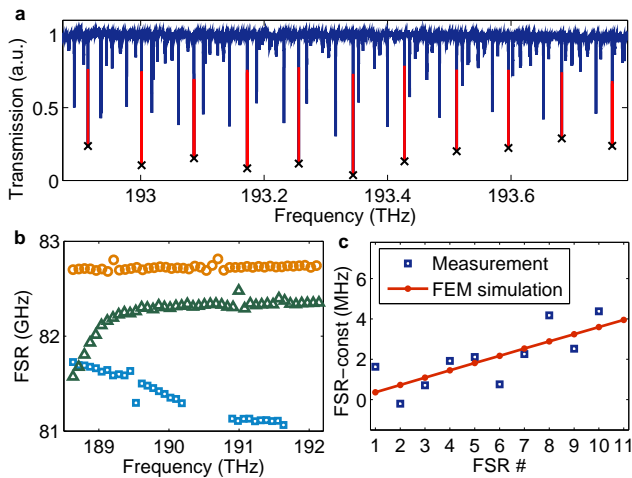 a
Transmission (a.u.)
1
0.5
0
193
193.2
193.4
193.6
Frequency (THz)
b
FSR (GHz)
83
82
81
189
190
191
192
Frequency (THz)
c
FSR−const (MHz)
Measurement
FEM simulation
6
4
2
0
1 2 3 4 5 6 7 8 9 10 11
FSR #